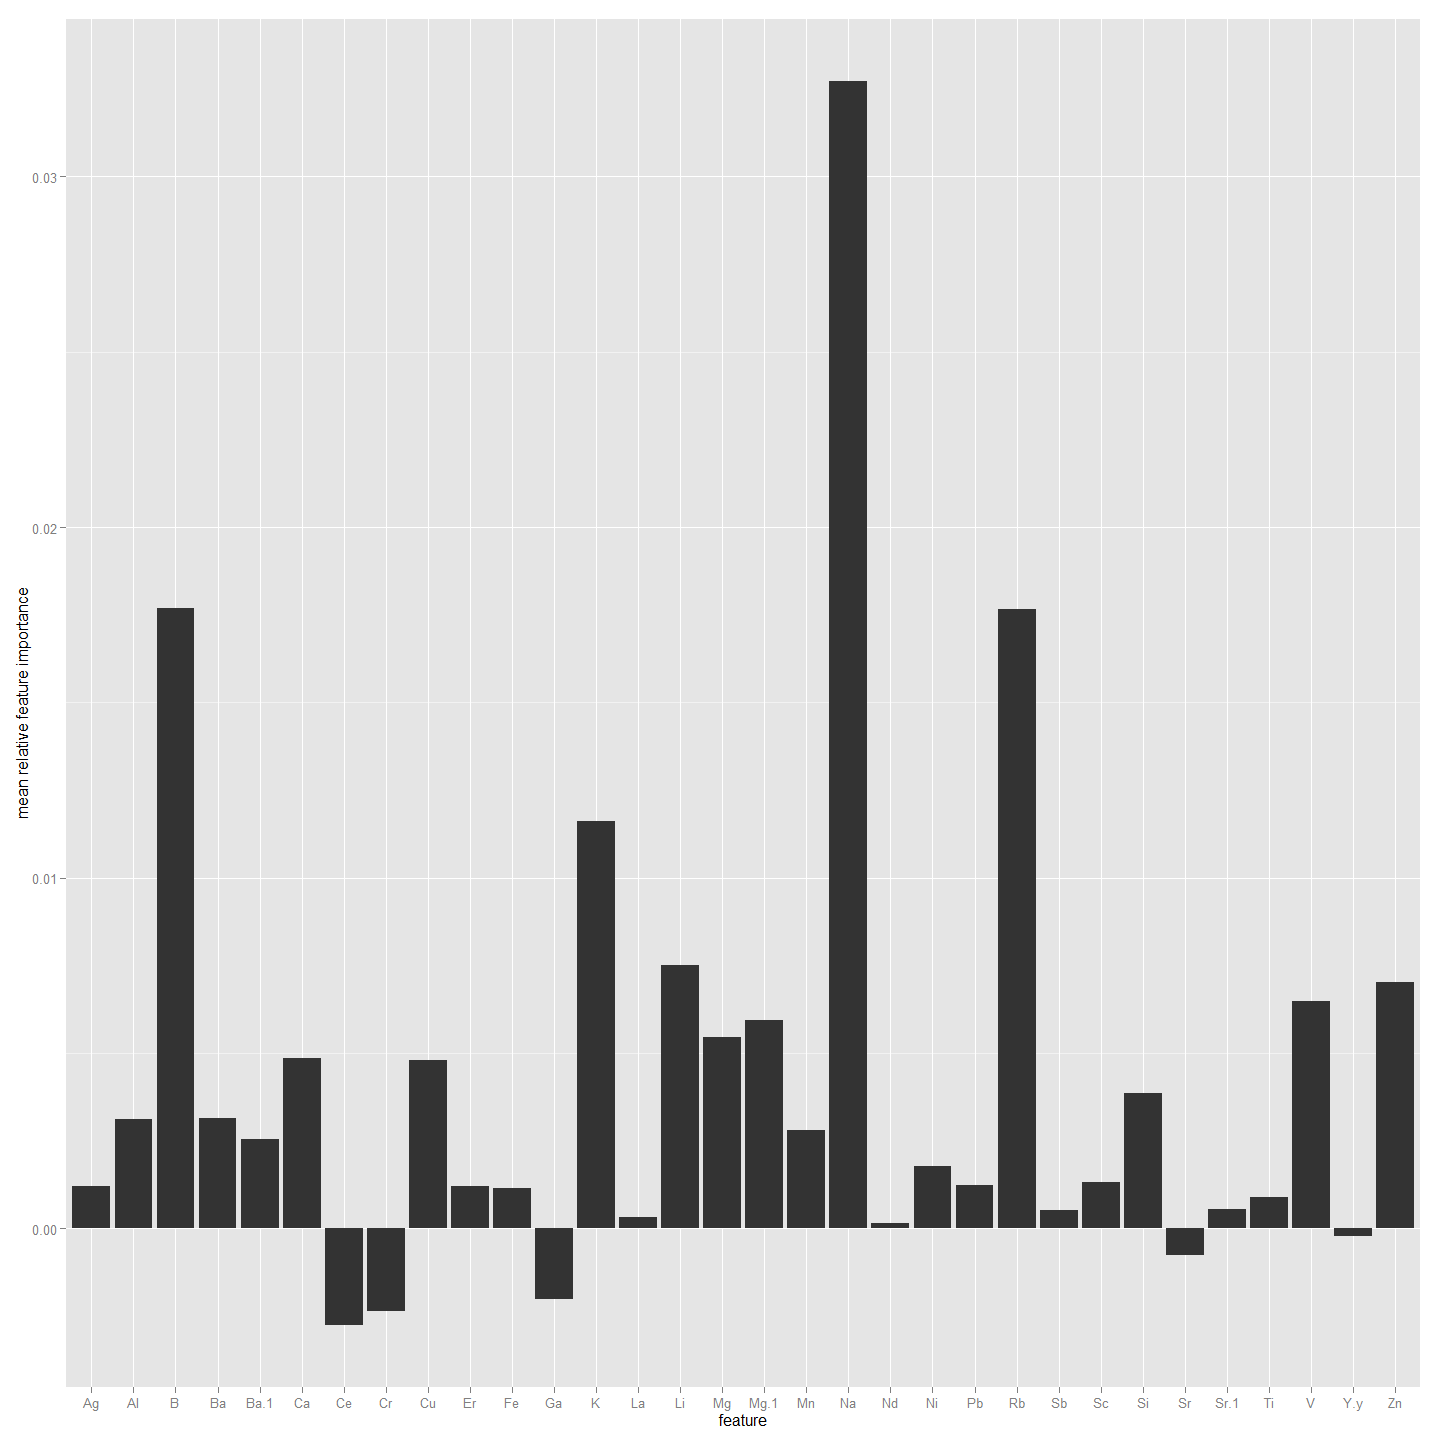 mean relative feature importance
0.03
0.02
0.01
0.00
Ag Al B Ba Ba.1 Ca Ce Cr Cu Er Fe Ga K La Li Mg Mg.1 Mn Na Nd Ni Pb Rb Sb Sc Si Sr Sr.1 Ti V Y.y Zn
feature